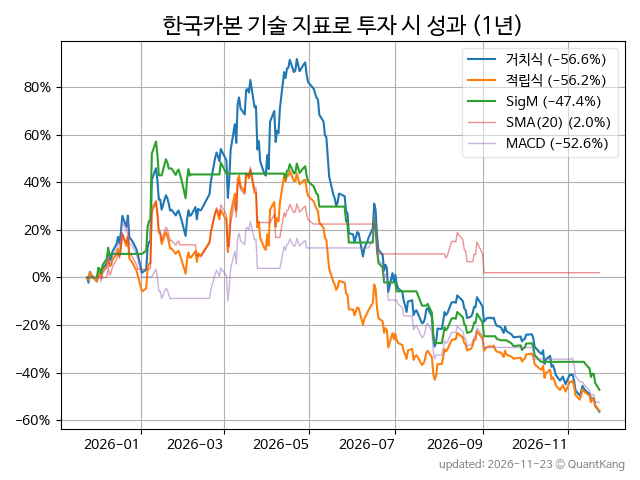 한국카본 기술 지표로 투자 시 성과 (1년)
거치식 (−56.6%)
적립식 (−56.2%)
SigM (−47.4%)
SMA(20) (2.0%)
MACD (−52.6%)
80%
60%
40%
20%
0%
−20%
−40%
−60%
2026-01 2026-03 2026-05 2026-07 2026-09 2026-11
updated: 2026-11-23 © QuantKang